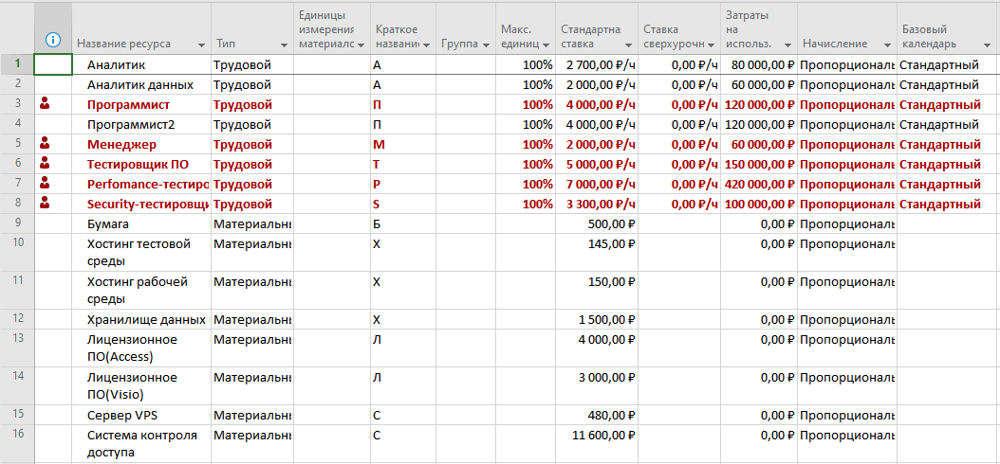 Название ресурса Тип Единицы измерения материалс Краткое названи Группа Макс. единиц Стандартна ставка Ставка сверхурочн Затраты на использ. Начисление Базовый календарь
1 Аналитик Трудовой А 100% 2 700,00 ₽/ч 0,00 ₽/ч 80 000,00 ₽ Пропорциональ Стандартный
2 Аналитик данных Трудовой А 100% 2 000,00 ₽/ч 0,00 ₽/ч 60 000,00 ₽ Пропорциональ Стандартный
3 Программист Трудовой П 100% 4 000,00 ₽/ч 0,00 ₽/ч 120 000,00 ₽ Пропорциональ Стандартный
4 Программист2 Трудовой П 100% 4 000,00 ₽/ч 0,00 ₽/ч 120 000,00 ₽ Пропорциональ Стандартный
5 Менеджер Трудовой М 100% 2 000,00 ₽/ч 0,00 ₽/ч 60 000,00 ₽ Пропорциональ Стандартный
6 Тестировщик ПО Трудовой Т 100% 5 000,00 ₽/ч 0,00 ₽/ч 150 000,00 ₽ Пропорциональ Стандартный
7 Perfomance-тестиро Трудовой P 100% 7 000,00 ₽/ч 0,00 ₽/ч 420 000,00 ₽ Пропорциональ Стандартный
8 Security-тестировщи Трудовой S 100% 3 300,00 ₽/ч 0,00 ₽/ч 100 000,00 ₽ Пропорциональ Стандартный
9 Бумага Материальнь Б 500,00 ₽ 0,00 ₽ Пропорциональ
10 Хостинг тестовой среды Материальнь Х 145,00 ₽ 0,00 ₽ Пропорциональ
11 Хостинг рабочей среды Материальнь Х 150,00 ₽ 0,00 ₽ Пропорциональ
12 Хранилище данных Материальнь Х 1 500,00 ₽ 0,00 ₽ Пропорциональ
13 Лицензионное ПО(Access) Материальнь Л 4 000,00 ₽ 0,00 ₽ Пропорциональ
14 Лицензионное ПО(Visio) Материальнь Л 3 000,00 ₽ 0,00 ₽ Пропорциональ
15 Сервер VPS Материальнь С 480,00 ₽ 0,00 ₽ Пропорциональ
16 Система контроля доступа Материальнь С 11 600,00 ₽ 0,00 ₽ Пропорциональ